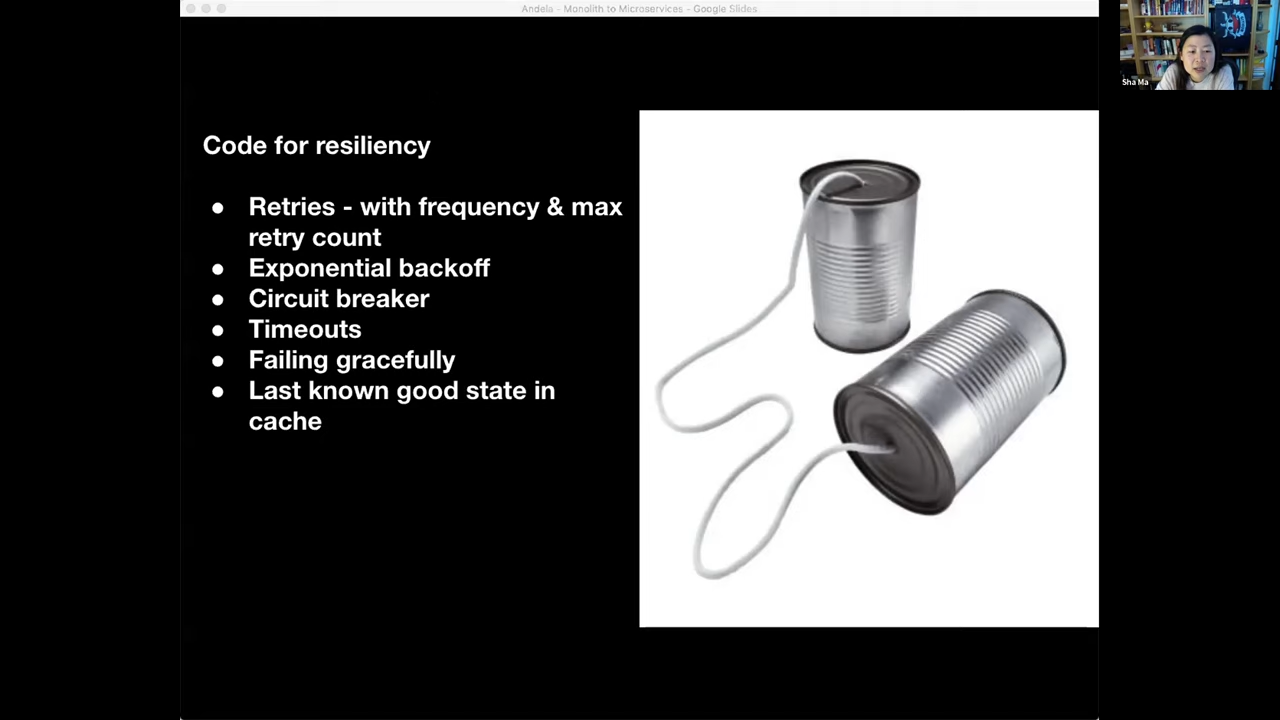 Andela - Monolith to Microservices - Google Slides
Sha Ma
Code for resiliency
● Retries - with frequency & max
retry count
● Exponential backoff
● Circuit breaker
● Timeouts
● Failing gracefully
● Last known good state in
cache